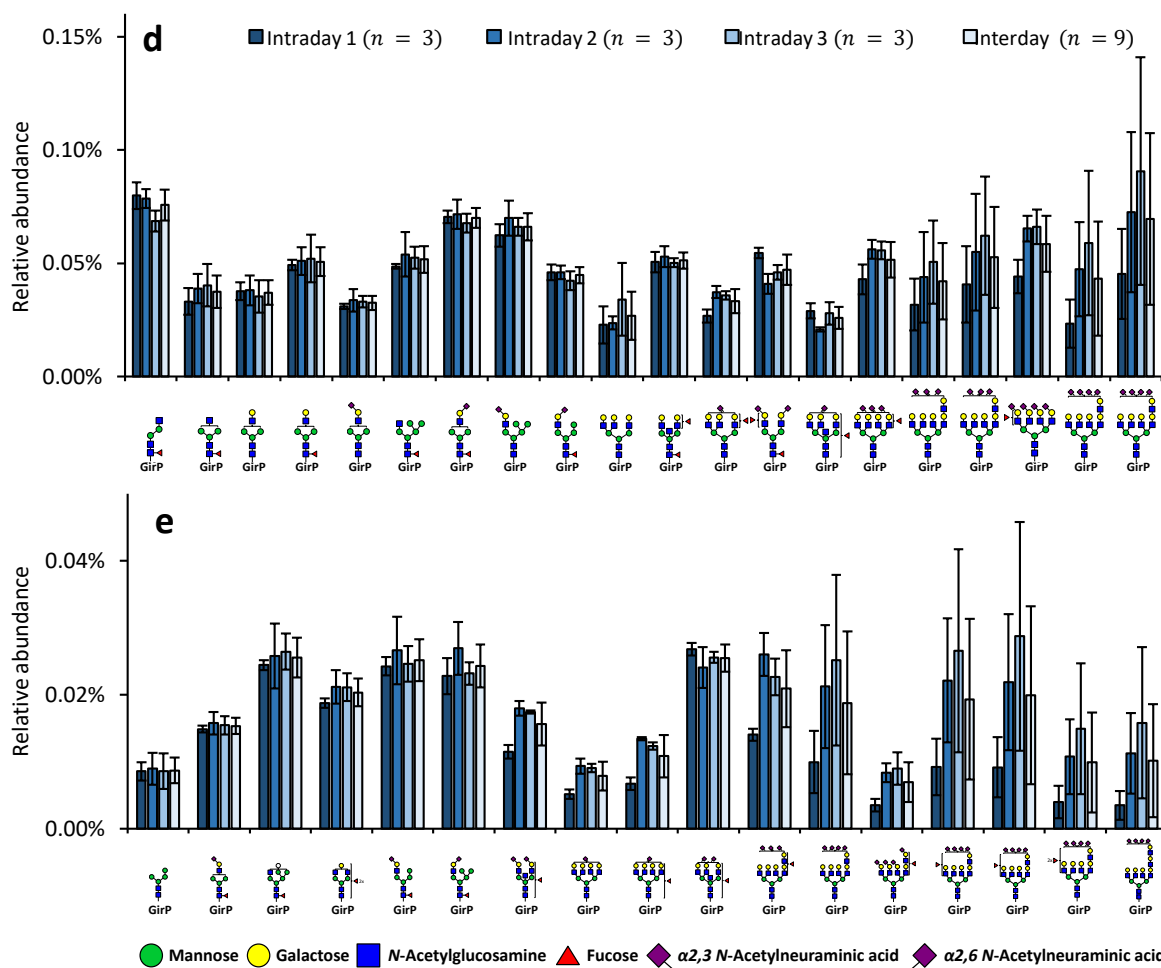 d
Intraday 1 (n = 3) Intraday 2 (n = 3) Intraday 3 (n = 3) Interday (n = 9)
Relative abundance
0.15%
0.10%
0.05%
0.00%
GirP GirP GirP GirP GirP GirP GirP GirP GirP GirP GirP GirP GirP GirP GirP GirP GirP GirP GirP GirP
e
Relative abundance
0.04%
0.02%
0.00%
GirP GirP GirP GirP GirP GirP GirP GirP GirP GirP GirP GirP GirP GirP GirP GirP GirP
Mannose Galactose N-Acetylglucosamine Fucose α2,3 N-Acetylneuraminic acid α2,6 N-Acetylneuraminic acid